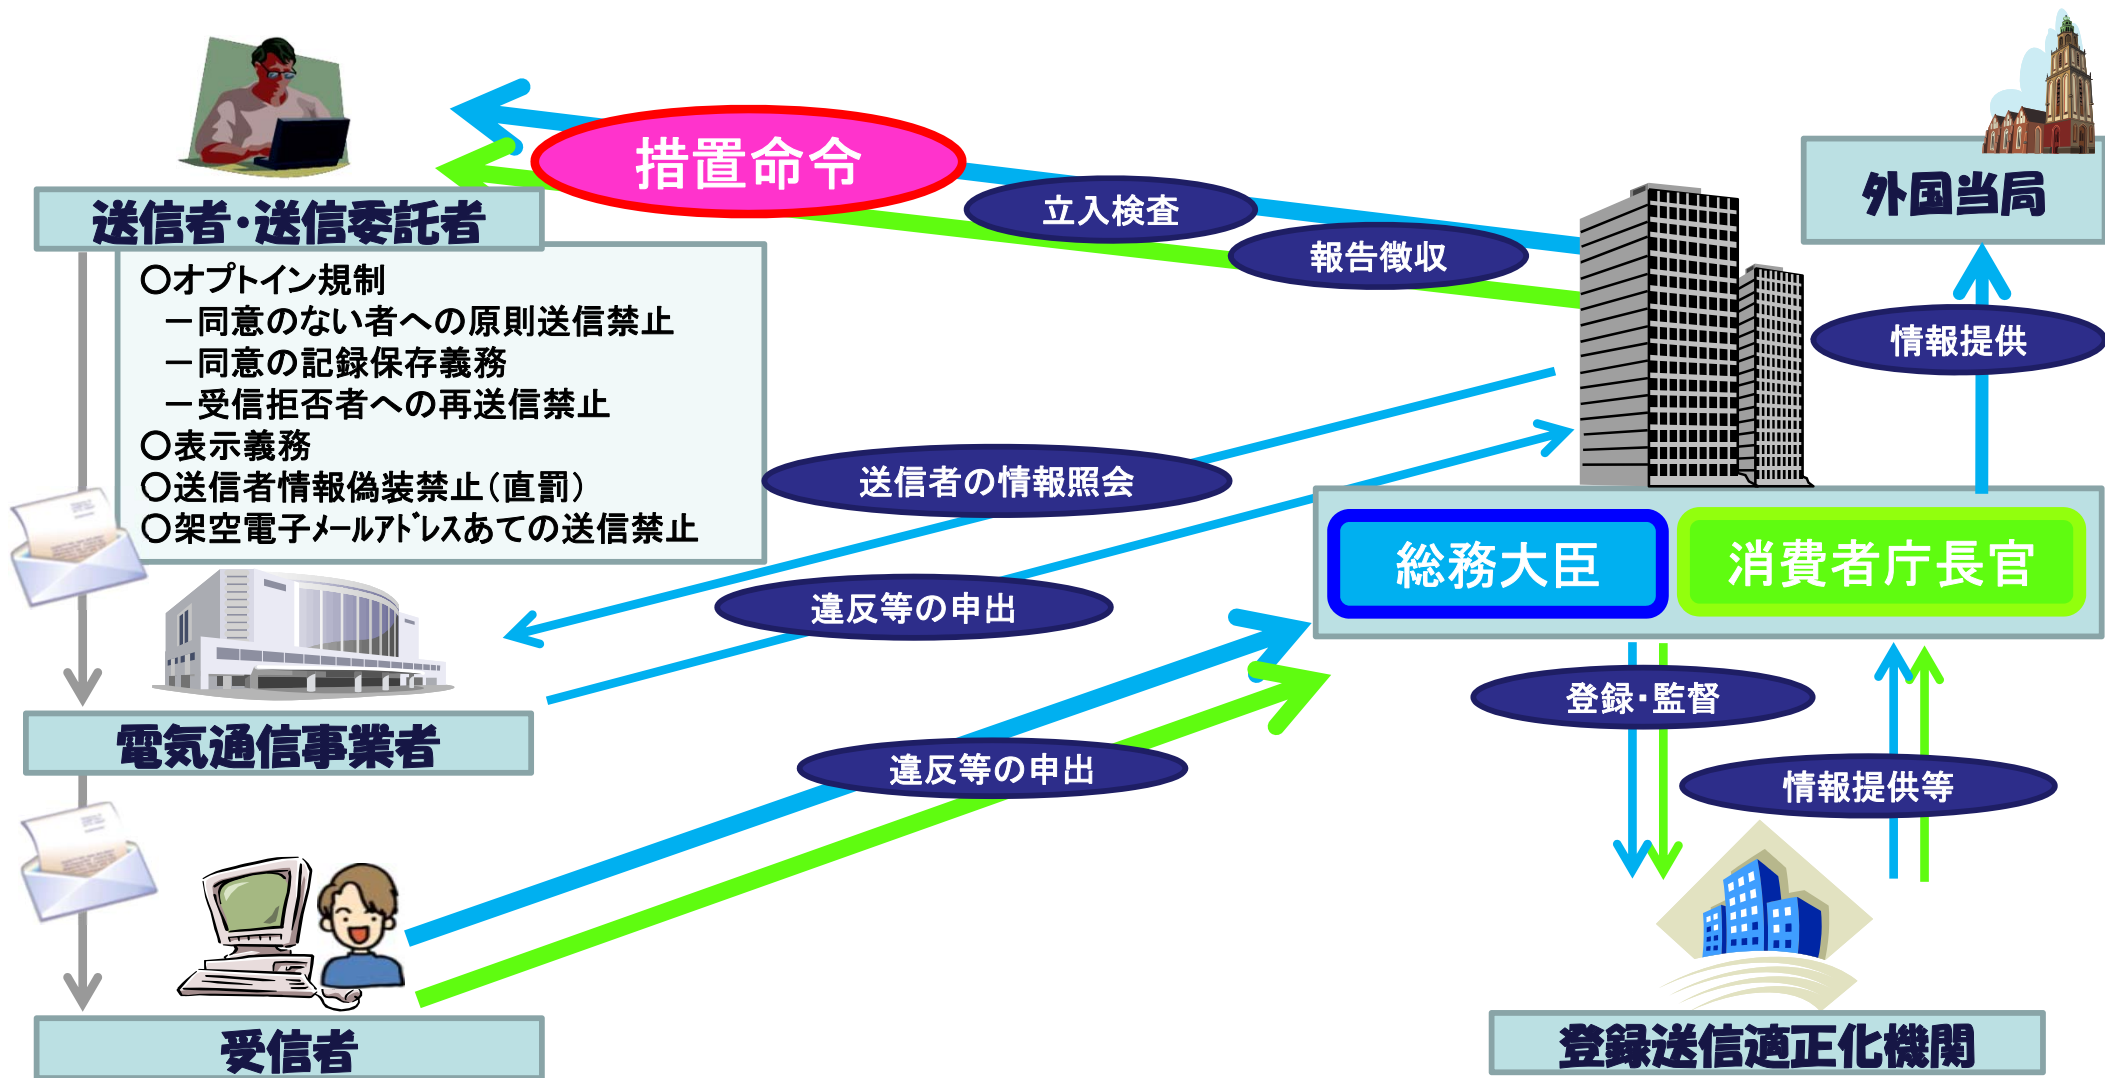 措置命令
立入検査
報告徴収
送信者・送信委託者
外国当局
○オプトイン規制
－同意のない者への原則送信禁止
－同意の記録保存義務
－受信拒否者への再送信禁止
○表示義務
○送信者情報偽装禁止（直罰）
○架空電子メールアドレスあての送信禁止
情報提供
送信者の情報照会
総務大臣
消費者庁長官
違反等の申出
登録・監督
電気通信事業者
違反等の申出
情報提供等
受信者
登録送信適正化機関